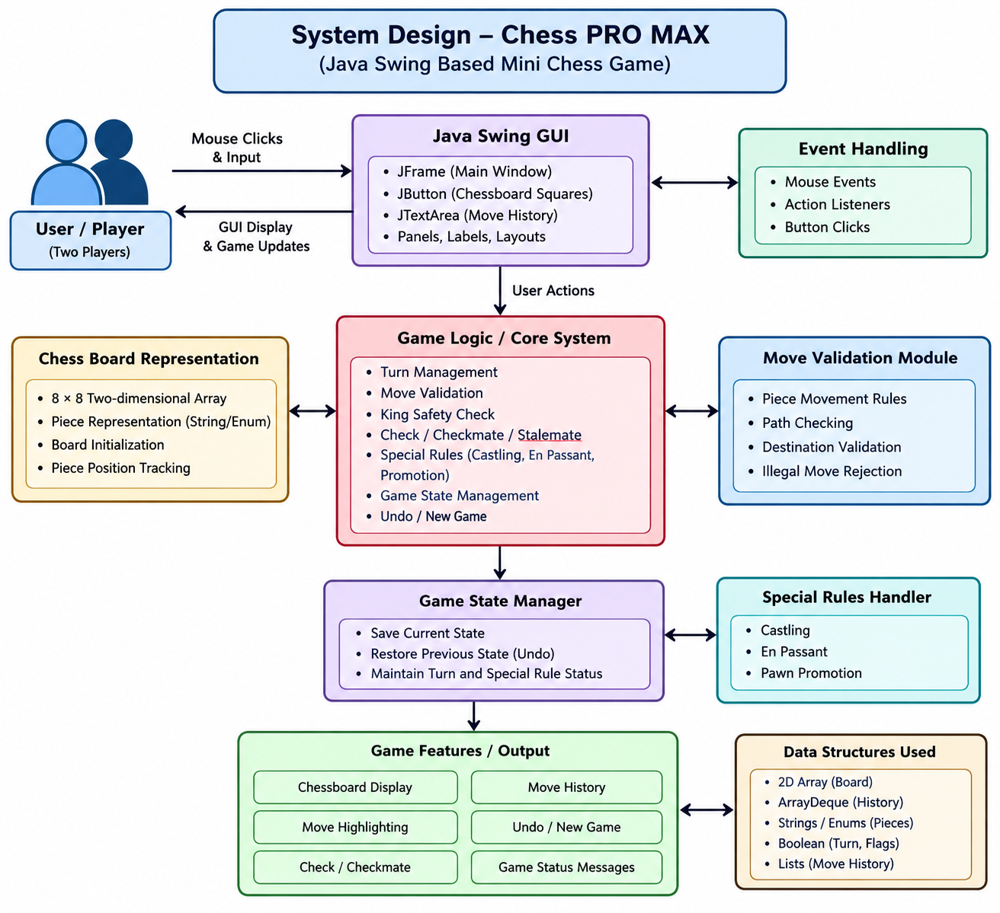 System Design – Chess PRO MAX
(Java Swing Based Mini Chess Game)
Mouse Clicks
& Input
GUI Display
& Game Updates
User / Player
(Two Players)
Java Swing GUI
• JFrame (Main Window)
• JButton (Chessboard Squares)
• JTextArea (Move History)
• Panels, Labels, Layouts
Event Handling
• Mouse Events
• Action Listeners
• Button Clicks
User Actions
Chess Board Representation
• 8 × 8 Two-dimensional Array
• Piece Representation (String/Enum)
• Board Initialization
• Piece Position Tracking
Game Logic / Core System
• Turn Management
• Move Validation
• King Safety Check
• Check / Checkmate / Stalemate
• Special Rules (Castling, En Passant,
Promotion)
• Game State Management
• Undo / New Game
Move Validation Module
• Piece Movement Rules
• Path Checking
• Destination Validation
• Illegal Move Rejection
Game State Manager
• Save Current State
• Restore Previous State (Undo)
• Maintain Turn and Special Rule Status
Special Rules Handler
• Castling
• En Passant
• Pawn Promotion
Game Features / Output
Chessboard Display
Move History
Move Highlighting
Undo / New Game
Check / Checkmate
Game Status Messages
Data Structures Used
• 2D Array (Board)
• ArrayDeque (History)
• Strings / Enums (Pieces)
• Boolean (Turn, Flags)
• Lists (Move History)